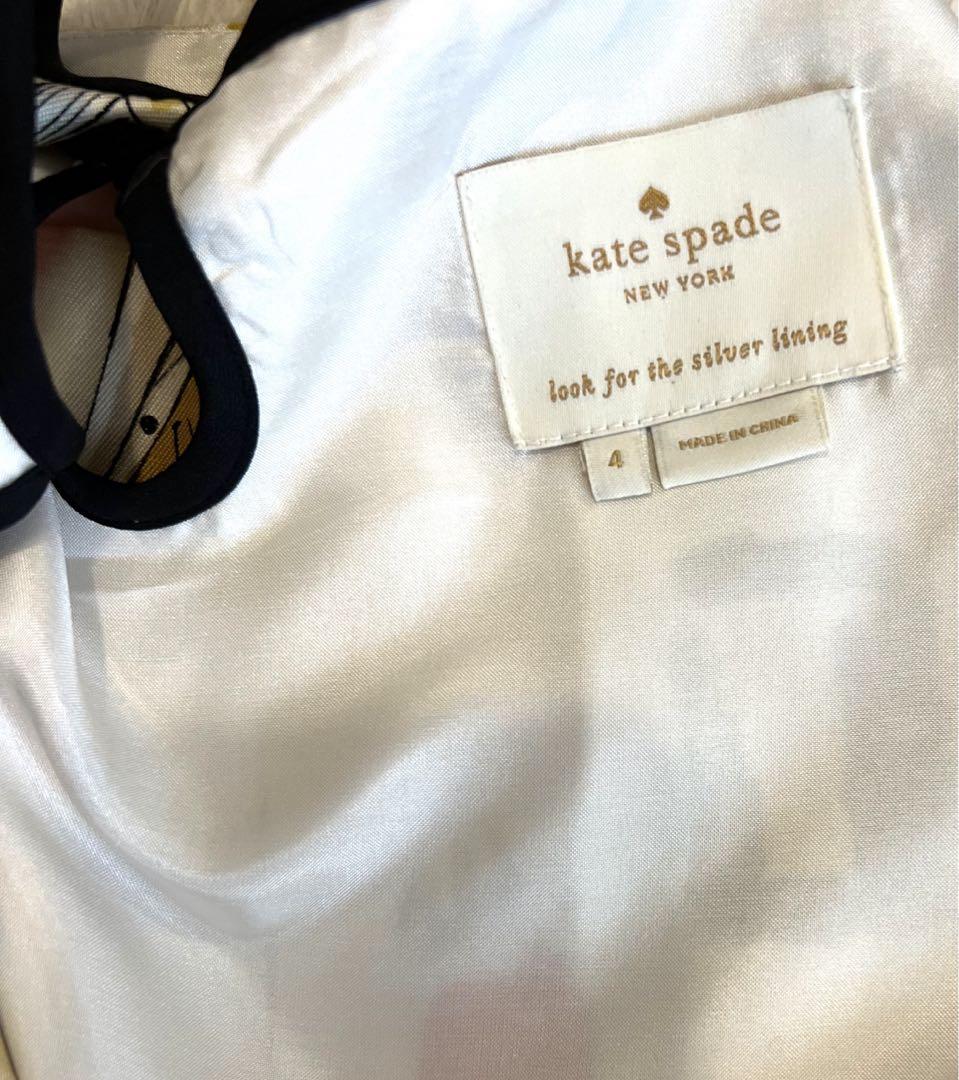 kate spade
NEW YORK
look for the silver lining
4
MADE IN CHINA